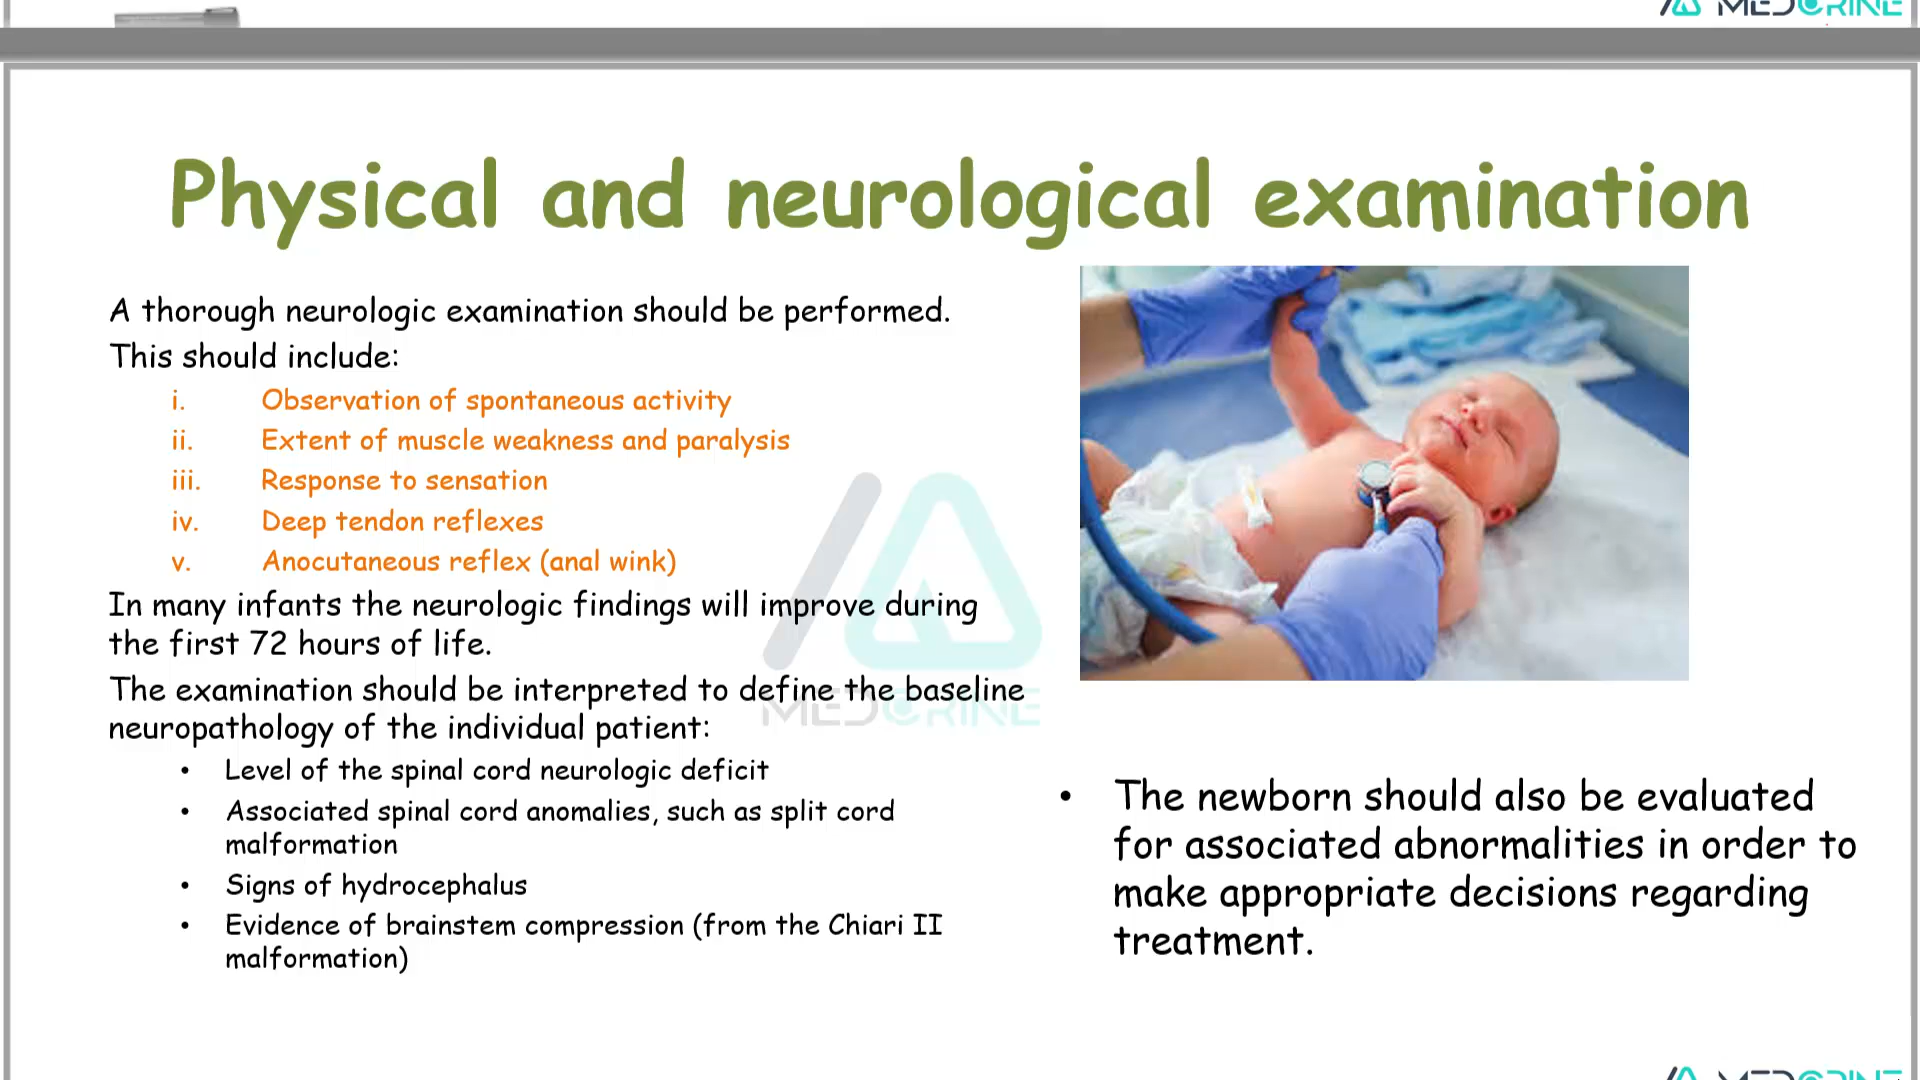 MEDCRINE
Physical and neurological examination
A thorough neurologic examination should be performed.
This should include:
i. Observation of spontaneous activity
ii. Extent of muscle weakness and paralysis
iii. Response to sensation
iv. Deep tendon reflexes
v. Anocutaneous reflex (anal wink)
In many infants the neurologic findings will improve during
the first 72 hours of life.
The examination should be interpreted to define the baseline
neuropathology of the individual patient:
• Level of the spinal cord neurologic deficit
• Associated spinal cord anomalies, such as split cord
malformation
• Signs of hydrocephalus
• Evidence of brainstem compression (from the Chiari II
malformation)
MEDCRINE
• The newborn should also be evaluated
for associated abnormalities in order to
make appropriate decisions regarding
treatment.
MEDCRINE